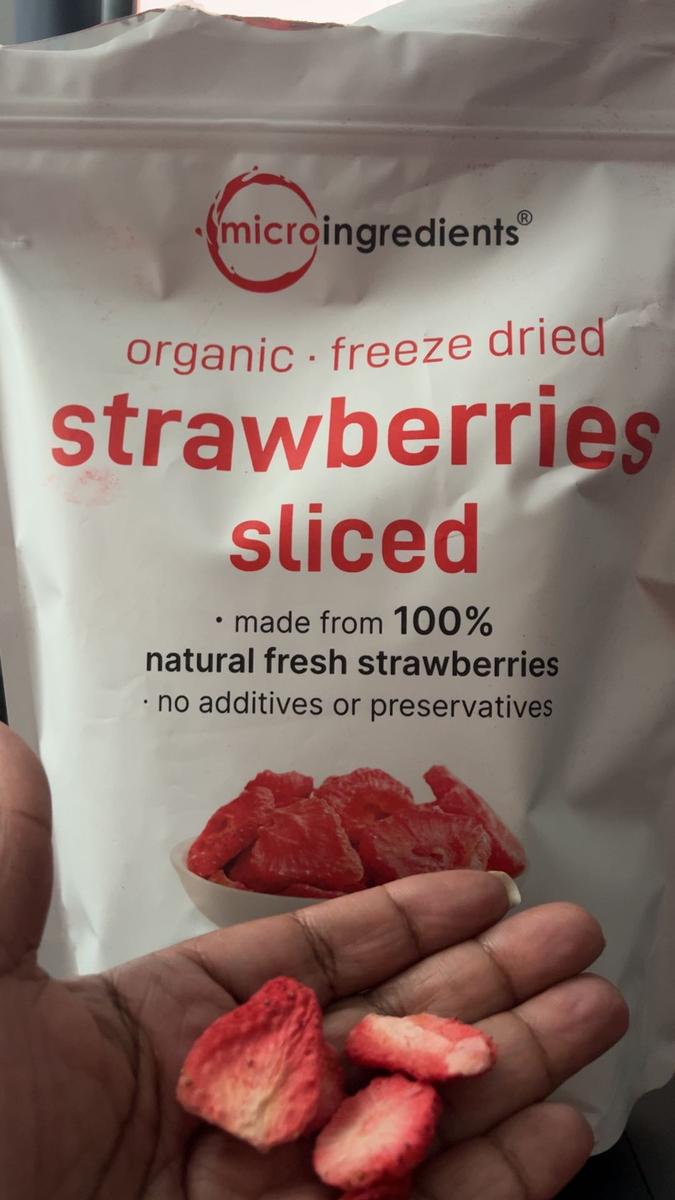 microingredients®
organic · freeze dried
strawberries
sliced
· made from 100%
natural fresh strawberries
· no additives or preservatives